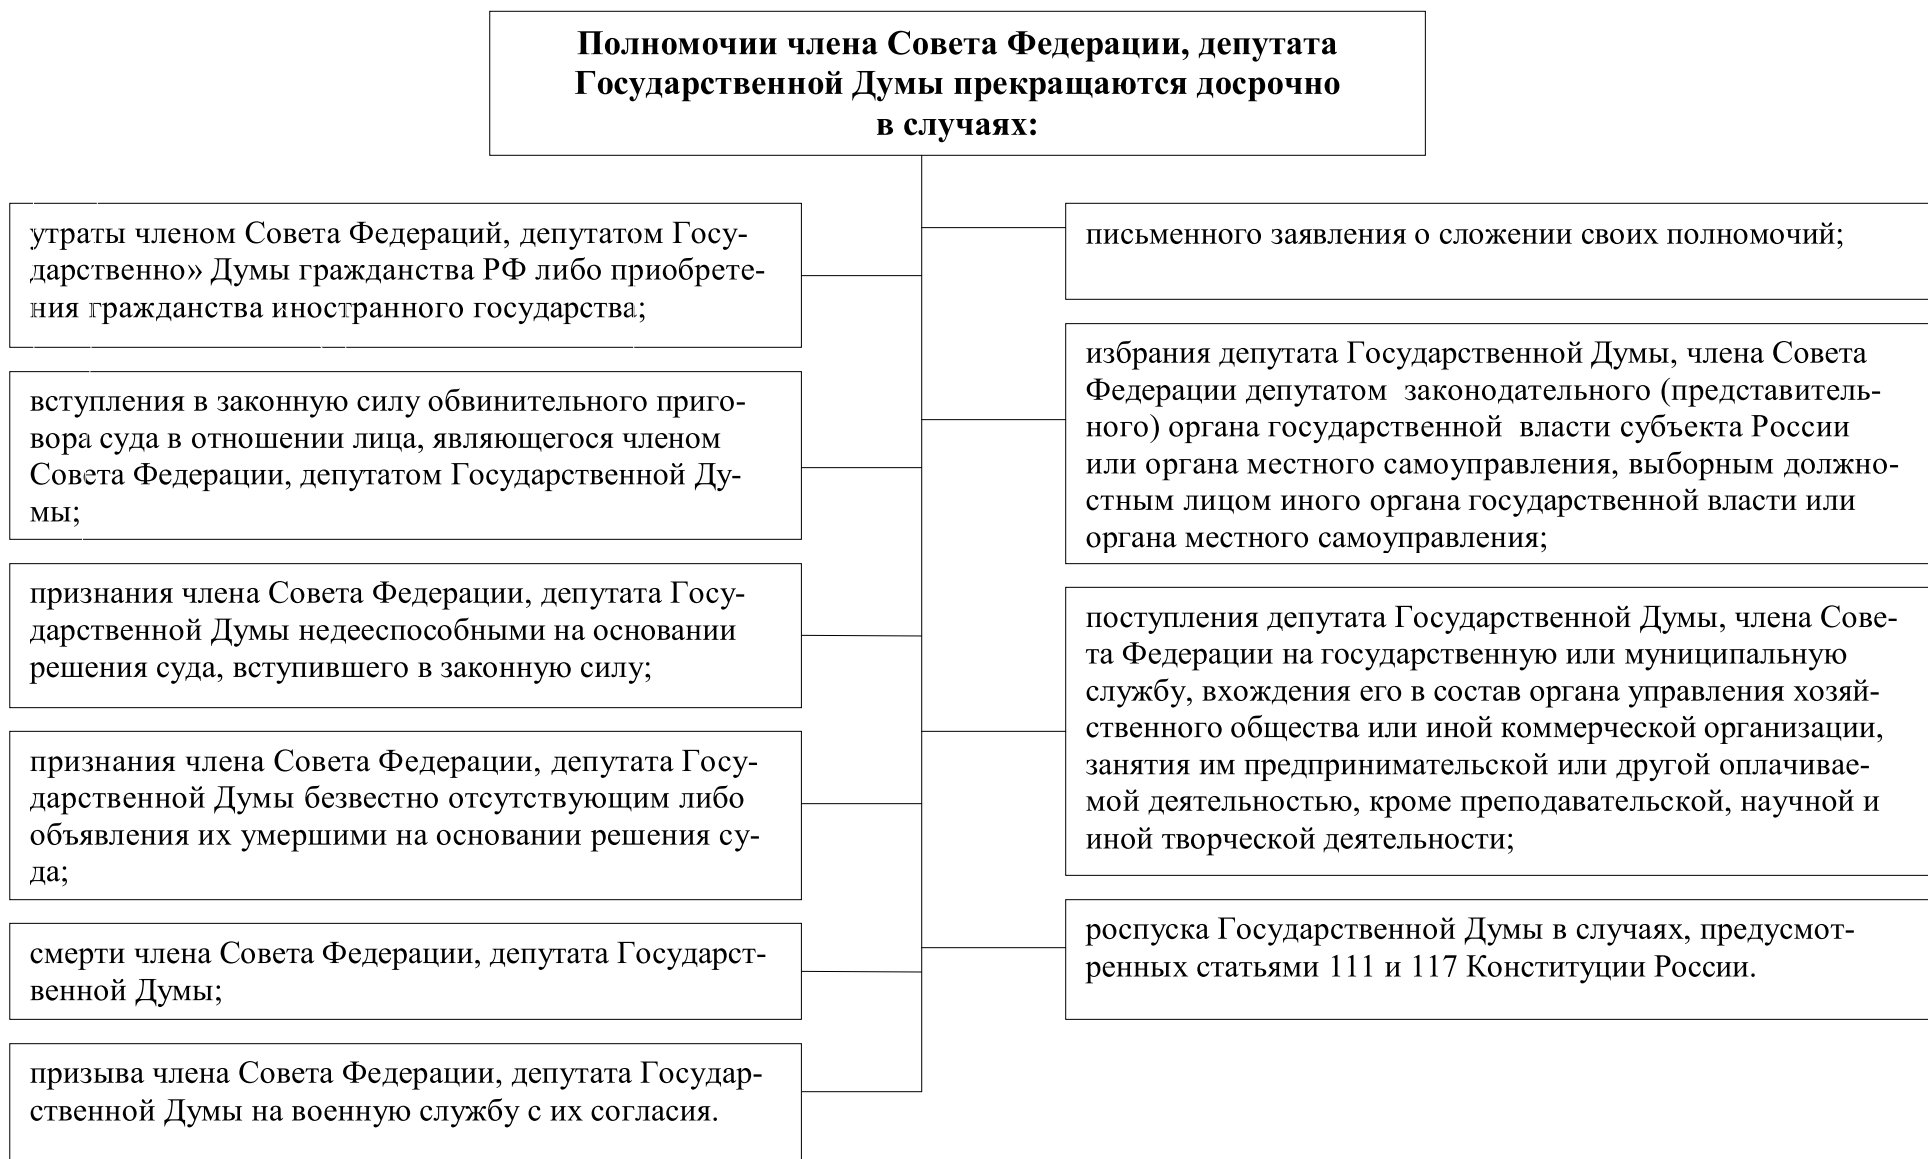 Полномочии члена Совета Федерации, депутата
Государственной Думы прекращаются досрочно
в случаях:
утраты членом Совета Федераций, депутатом Госу-
дарственно» Думы гражданства РФ либо приобрете-
ния гражданства иностранного государства;
вступления в законную силу обвинительного приго-
вора суда в отношении лица, являющегося членом
Совета Федерации, депутатом Государственной Ду-
мы;
признания члена Совета Федерации, депутата Госу-
дарственной Думы недееспособными на основании
решения суда, вступившего в законную силу;
признания члена Совета Федерации, депутата Госу-
дарственной Думы безвестно отсутствующим либо
объявления их умершими на основании решения су-
да;
смерти члена Совета Федерации, депутата Государст-
венной Думы;
призыва члена Совета Федерации, депутата Государ-
ственной Думы на военную службу с их согласия.
письменного заявления о сложении своих полномочий;
избрания депутата Государственной Думы, члена Совета
Федерации депутатом законодательного (представитель-
ного) органа государственной власти субъекта России
или органа местного самоуправления, выборным должно-
стным лицом иного органа государственной власти или
органа местного самоуправления;
поступления депутата Государственной Думы, члена Сове-
та Федерации на государственную или муниципальную
службу, вхождения его в состав органа управления хозяй-
ственного общества или иной коммерческой организации,
занятия им предпринимательской или другой оплачивае-
мой деятельностью, кроме преподавательской, научной и
иной творческой деятельности;
роспуска Государственной Думы в случаях, предусмот-
ренных статьями 111 и 117 Конституции России.